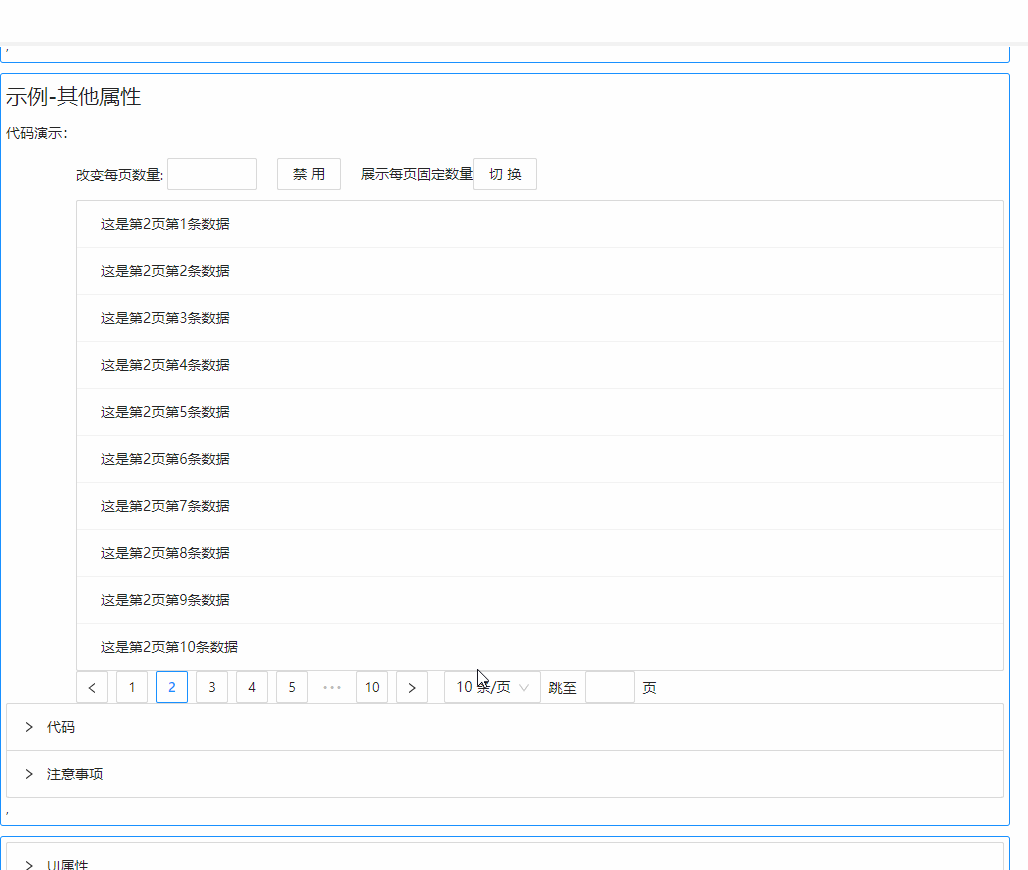 ,
示例-其他属性
代码演示：
改变每页数量: 禁 用 展示每页固定数量 切 换
这是第2页第1条数据
这是第2页第2条数据
这是第2页第3条数据
这是第2页第4条数据
这是第2页第5条数据
这是第2页第6条数据
这是第2页第7条数据
这是第2页第8条数据
这是第2页第9条数据
这是第2页第10条数据
< 1 2 3 4 5 ••• 10 > 10 条/页 跳至 页
> 代码
> 注意事项
,
> UI属性